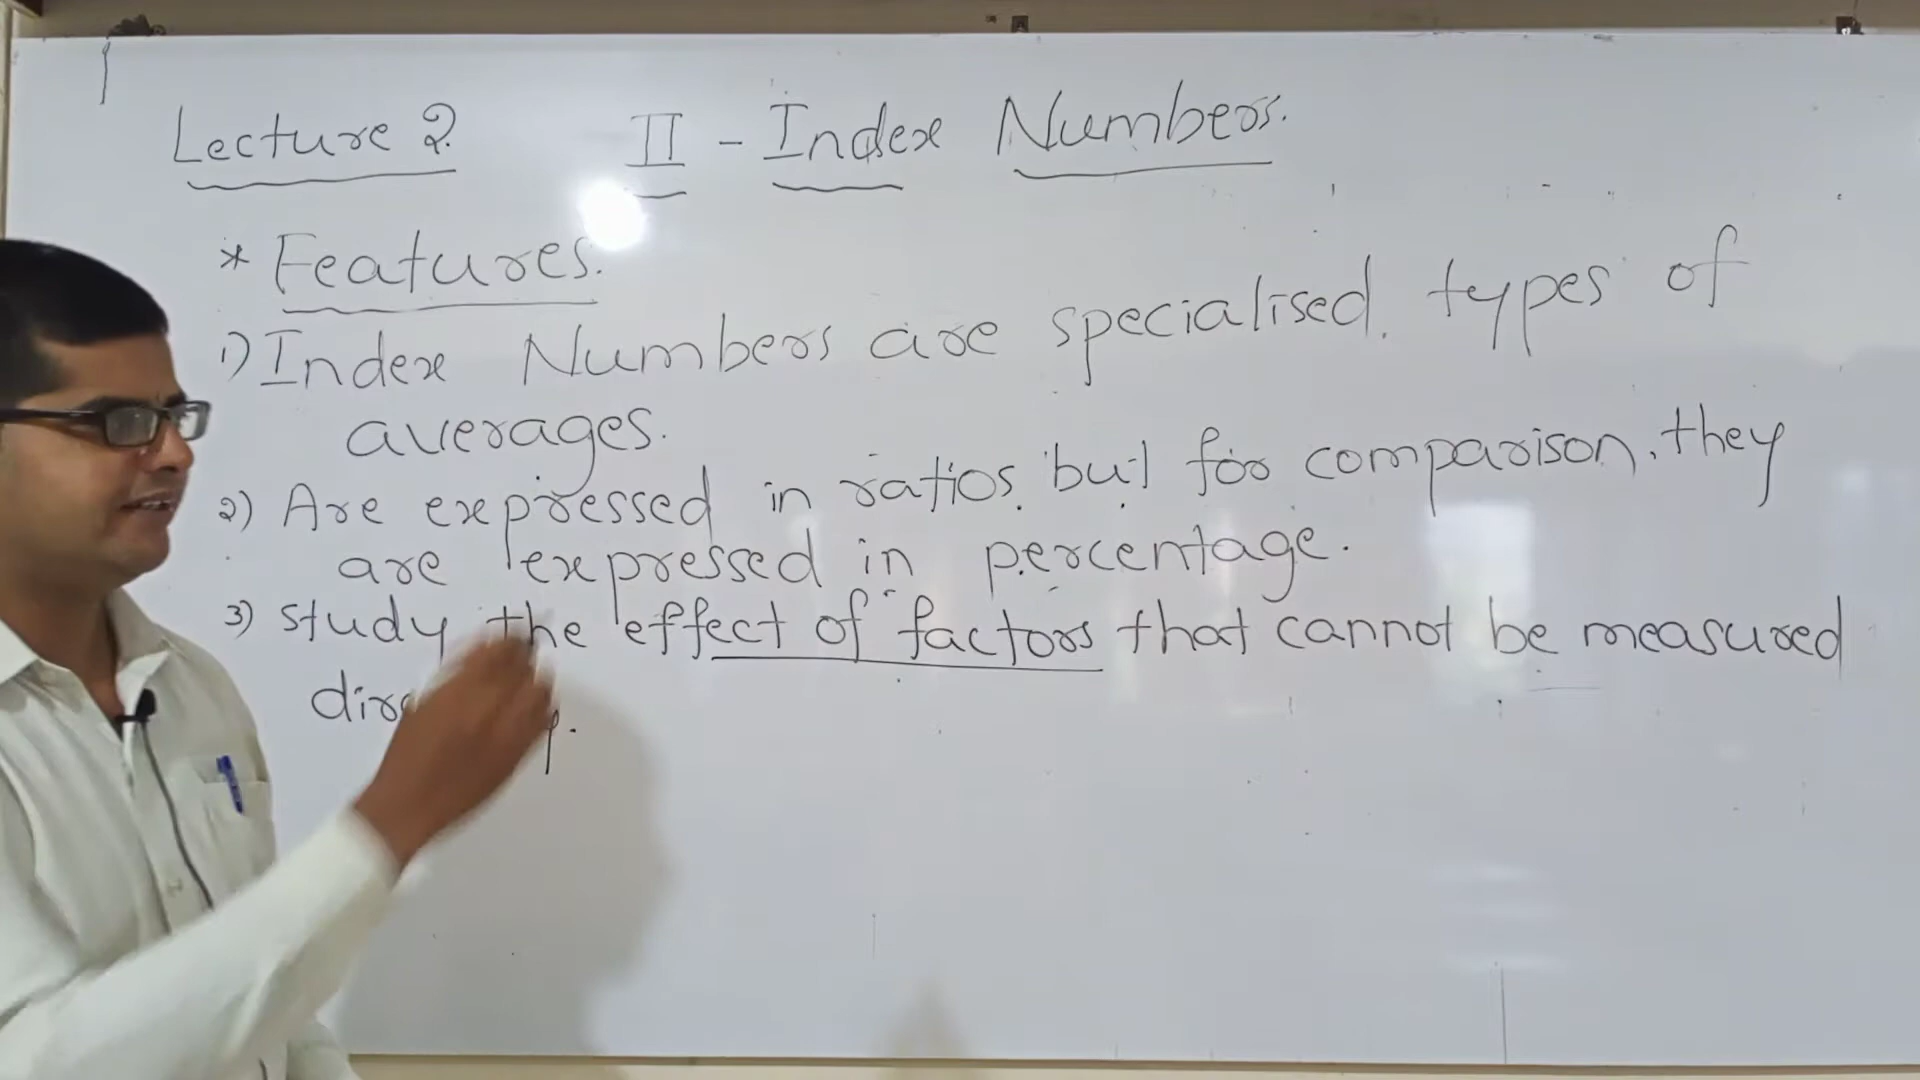 Lecture 2. II - Index Numbers.
* Features.
1) Index Numbers are specialised types of
averages.
2) Are expressed in ratios but for comparison, they
are expressed in percentage.
3) study the effect of factors that cannot be measured